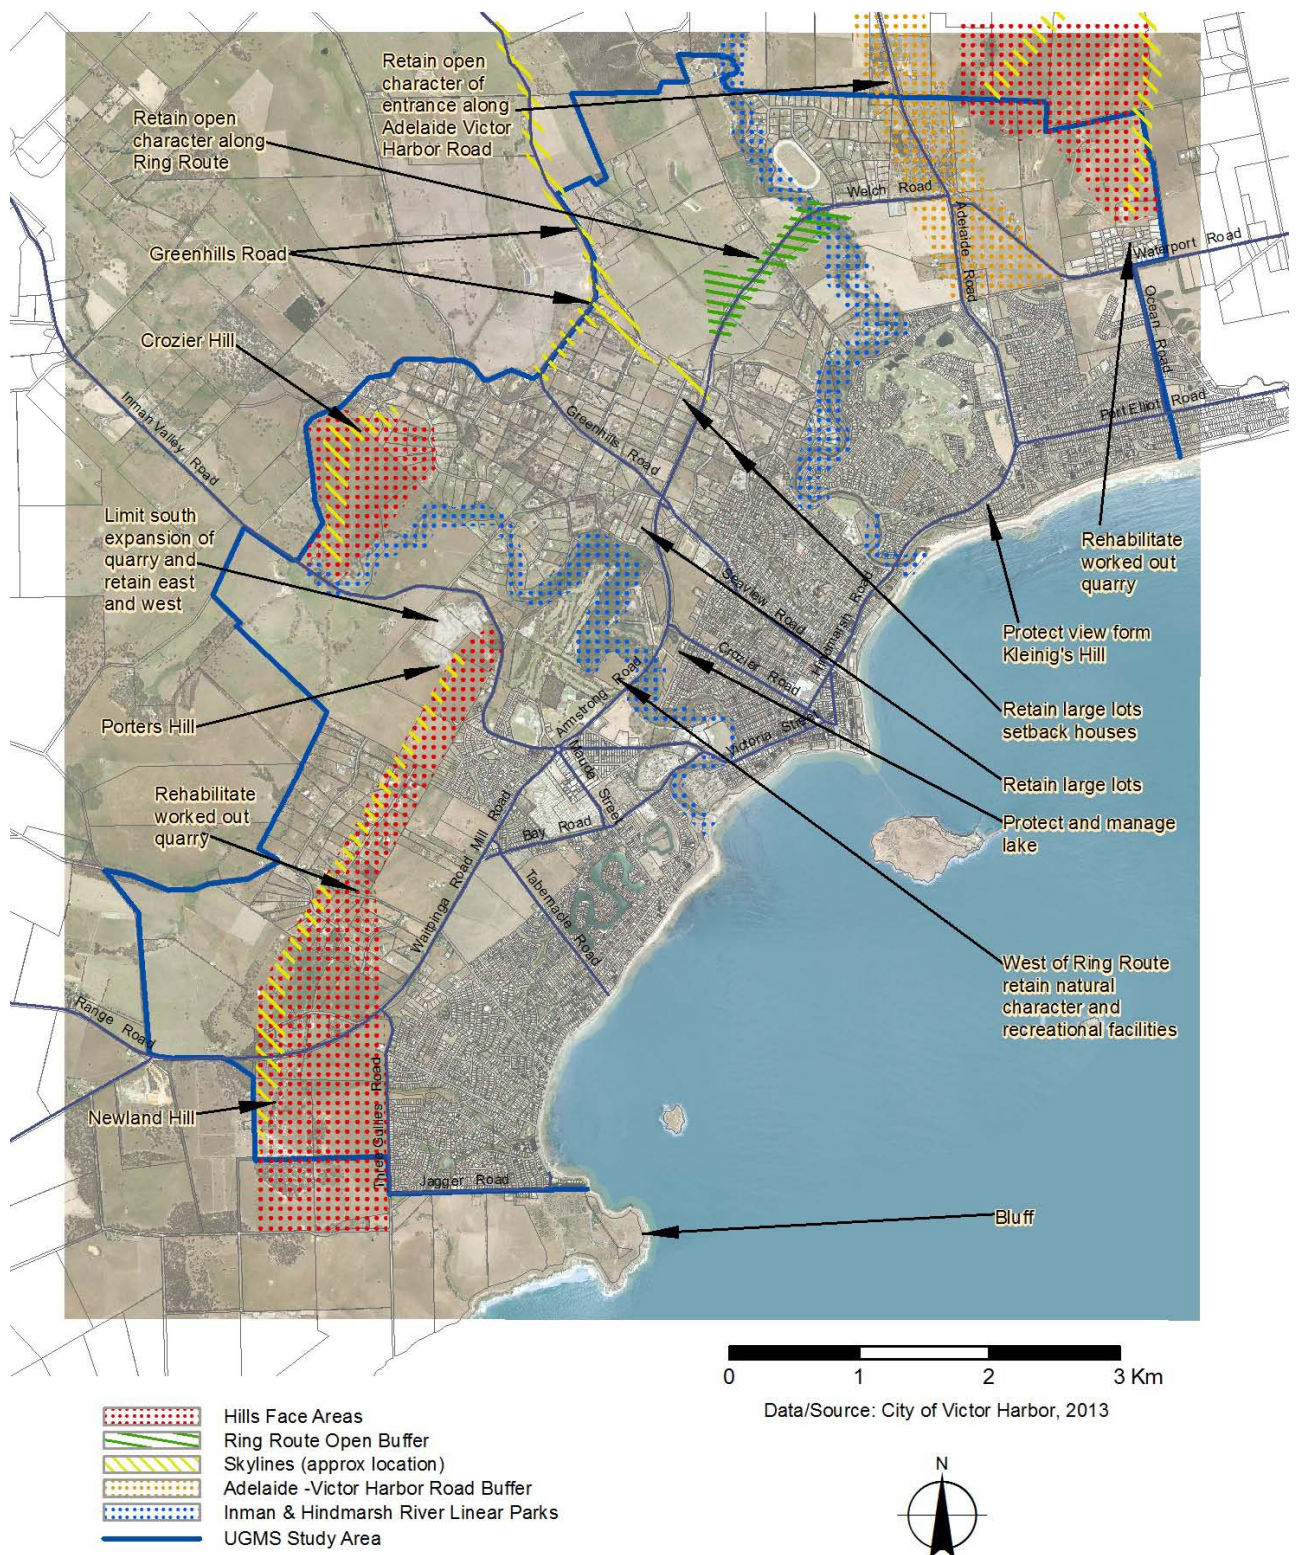 Retain open
character of
entrance along
Adelaide Victor
Harbor Road
Retain open
character along
Ring Route
Welch Road
Adelaide Road
Waterport Road
Greenhills Road
Ocean Road
Crozier Hill
Inman Valley Road
Greenhills Road
Port Elliot Road
Limit south
expansion of
quarry and
retain east
and west
Rehabilitate
worked out
quarry
Seaview Road
Hindmarsh Road
Protect view form
Kleinig's Hill
Crozier Road
Armstrong Road
Retain large lots
setback houses
Porters Hill
Victoria Street
Maude Street
Retain large lots
Rehabilitate
worked out
quarry
Waitpinga Road Mill Road
Bay Road
Protect and manage
lake
Tabernacle Road
West of Ring Route
retain natural
character and
recreational facilities
Range Road
Newland Hill
Three Gullies Road
Jagger Road
Bluff
0 1 2 3 Km
Data/Source: City of Victor Harbor, 2013
Hills Face Areas
Ring Route Open Buffer
Skylines (approx location)
Adelaide -Victor Harbor Road Buffer
Inman & Hindmarsh River Linear Parks
UGMS Study Area
N